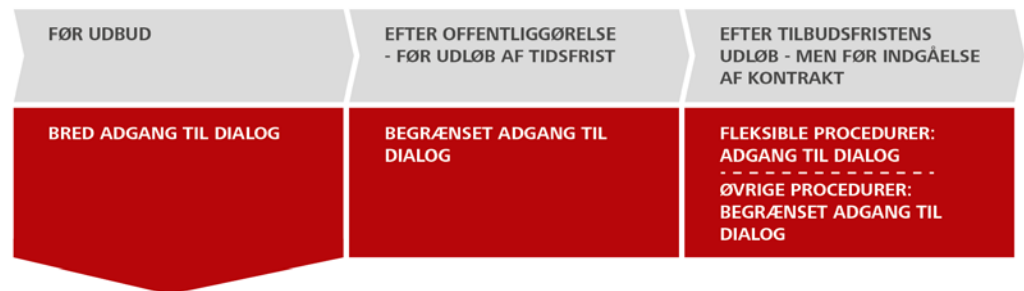 FØR UDBUD
EFTER OFFENTLIGGØRELSE
- FØR UDLØB AF TIDSFRIST
EFTER TILBUDSFRISTENS
UDLØB - MEN FØR INDGÅELSE
AF KONTRAKT
BRED ADGANG TIL DIALOG
BEGRÆNSET ADGANG TIL
DIALOG
FLEKSIBLE PROCEDURER:
ADGANG TIL DIALOG
ØVRIGE PROCEDURER:
BEGRÆNSET ADGANG TIL
DIALOG